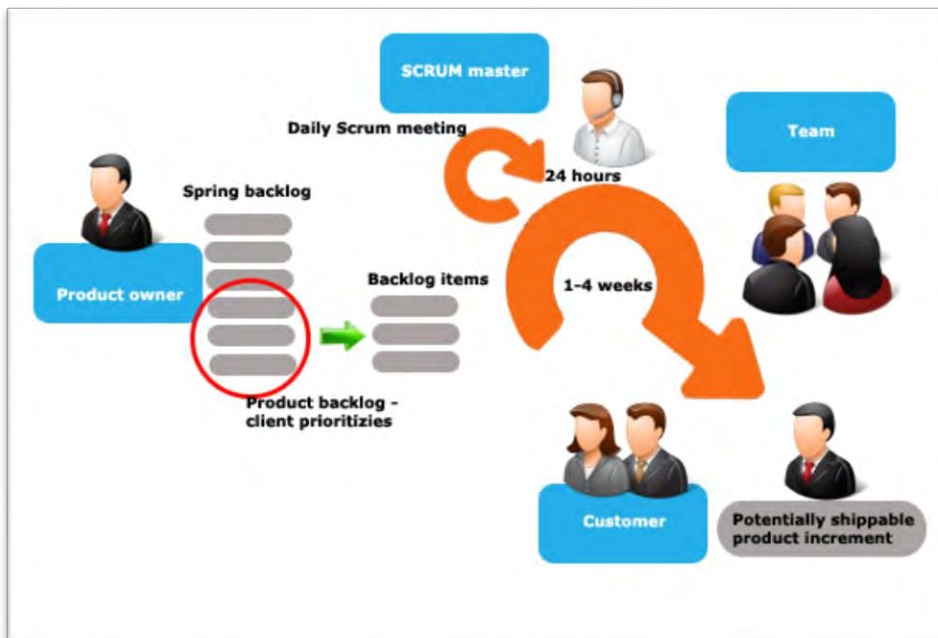 SCRUM master
Daily Scrum meeting
Team
24 hours
Spring backlog
Product owner
Backlog items
1-4 weeks
Product backlog -
client prioritizies
Customer
Potentially shippable
product increment